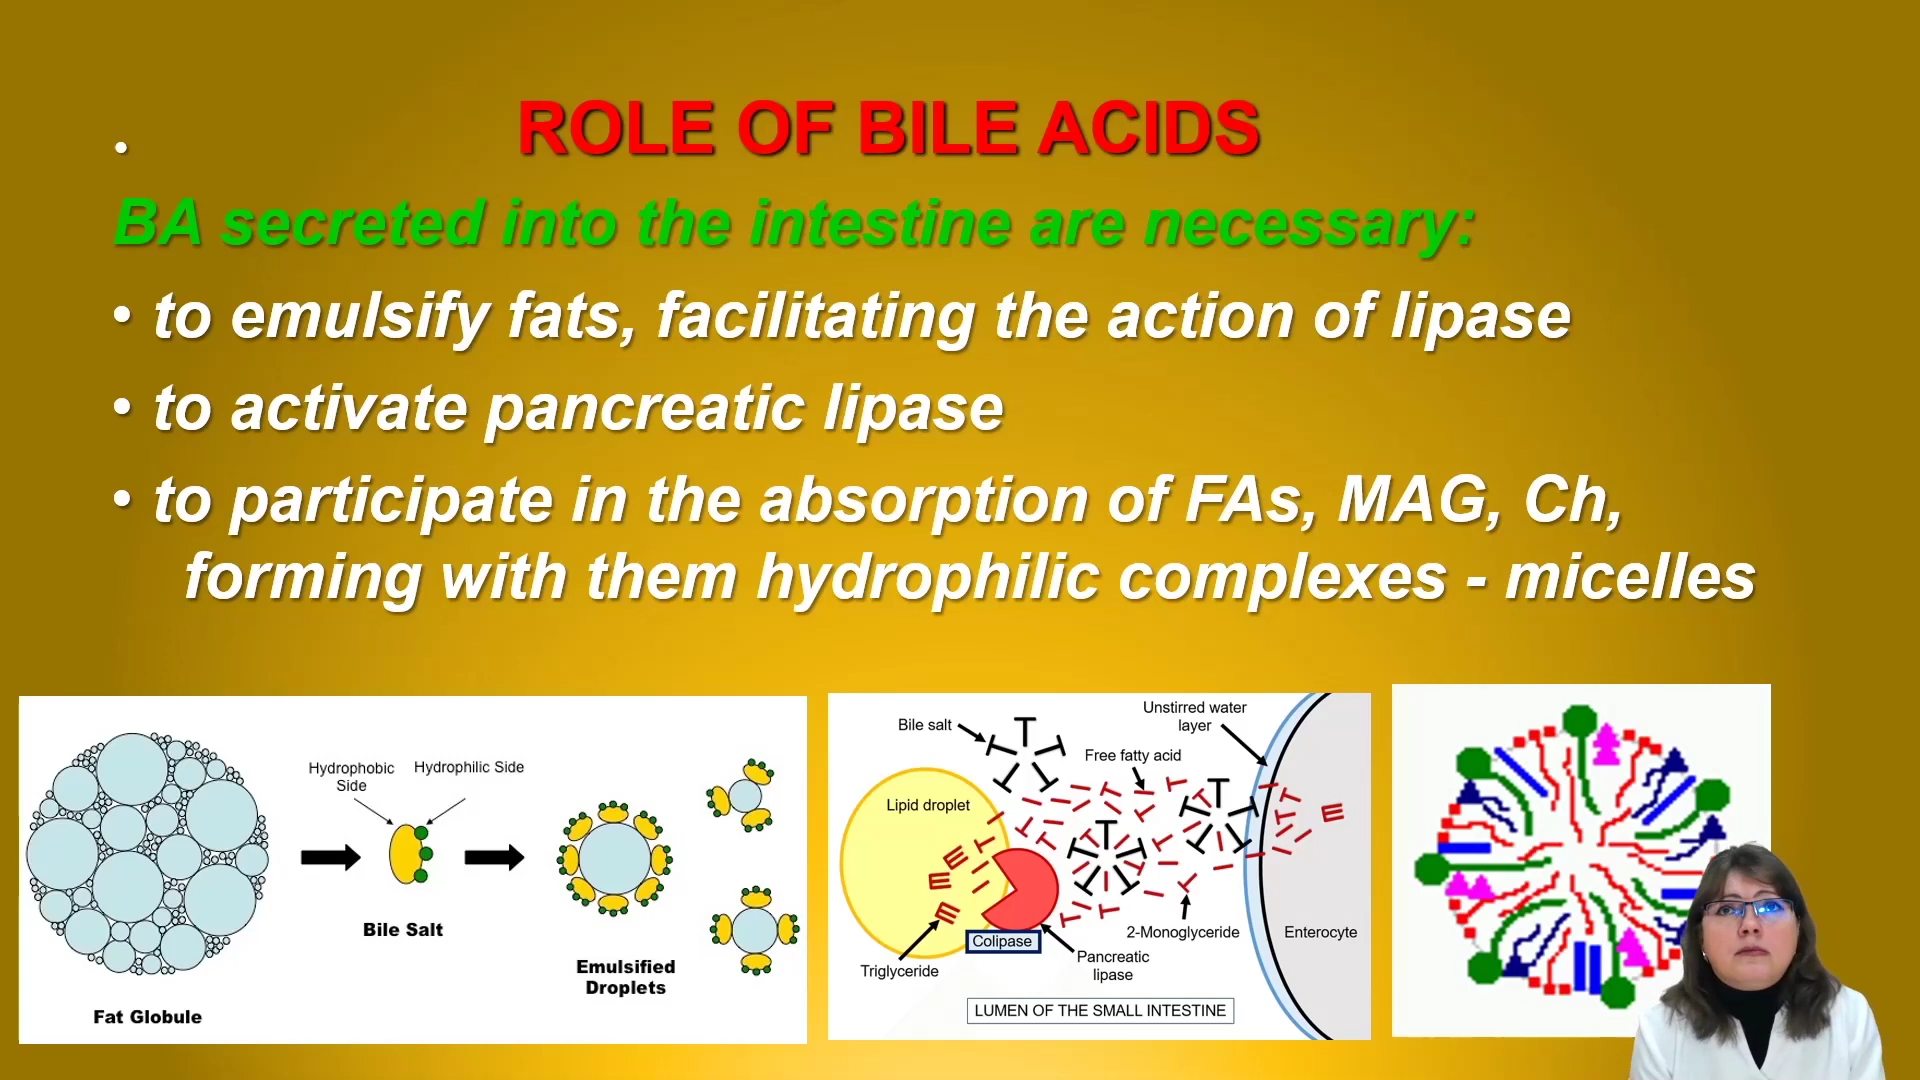 ROLE OF BILE ACIDS
BA secreted into the intestine are necessary:
• to emulsify fats, facilitating the action of lipase
• to activate pancreatic lipase
• to participate in the absorption of FAs, MAG, Ch,
forming with them hydrophilic complexes - micelles
Hydrophobic
Side
Hydrophilic Side
Bile Salt
Fat Globule
Emulsified
Droplets
Bile salt
Unstirred water
layer
Free fatty acid
Lipid droplet
Colipase
2-Monoglyceride
Enterocyte
Triglyceride
Pancreatic
lipase
LUMEN OF THE SMALL INTESTINE